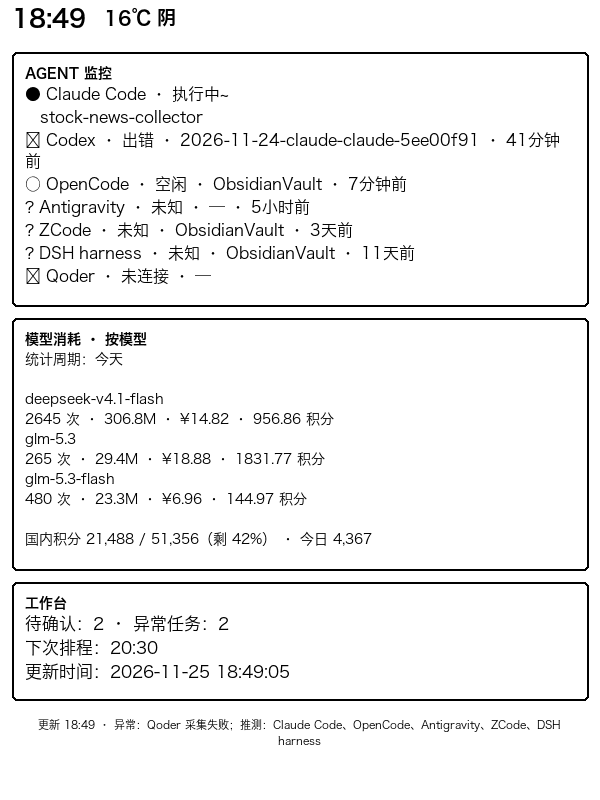 18:49 16℃ 阴
AGENT 监控
● Claude Code · 执行中~
stock-news-collector
☒ Codex · 出错 · 2026-11-24-claude-claude-5ee00f91 · 41分钟
前
○ OpenCode · 空闲 · ObsidianVault · 7分钟前
? Antigravity · 未知 · — · 5小时前
? ZCode · 未知 · ObsidianVault · 3天前
? DSH harness · 未知 · ObsidianVault · 11天前
☒ Qoder · 未连接 · —
模型消耗 · 按模型
统计周期：今天
deepseek-v4.1-flash
2645 次 · 306.8M · ¥14.82 · 956.86 积分
glm-5.3
265 次 · 29.4M · ¥18.88 · 1831.77 积分
glm-5.3-flash
480 次 · 23.3M · ¥6.96 · 144.97 积分
国内积分 21,488 / 51,356（剩 42%） · 今日 4,367
工作台
待确认：2 · 异常任务：2
下次排程：20:30
更新时间：2026-11-25 18:49:05
更新 18:49 · 异常：Qoder 采集失败；推测：Claude Code、OpenCode、Antigravity、ZCode、DSH
harness